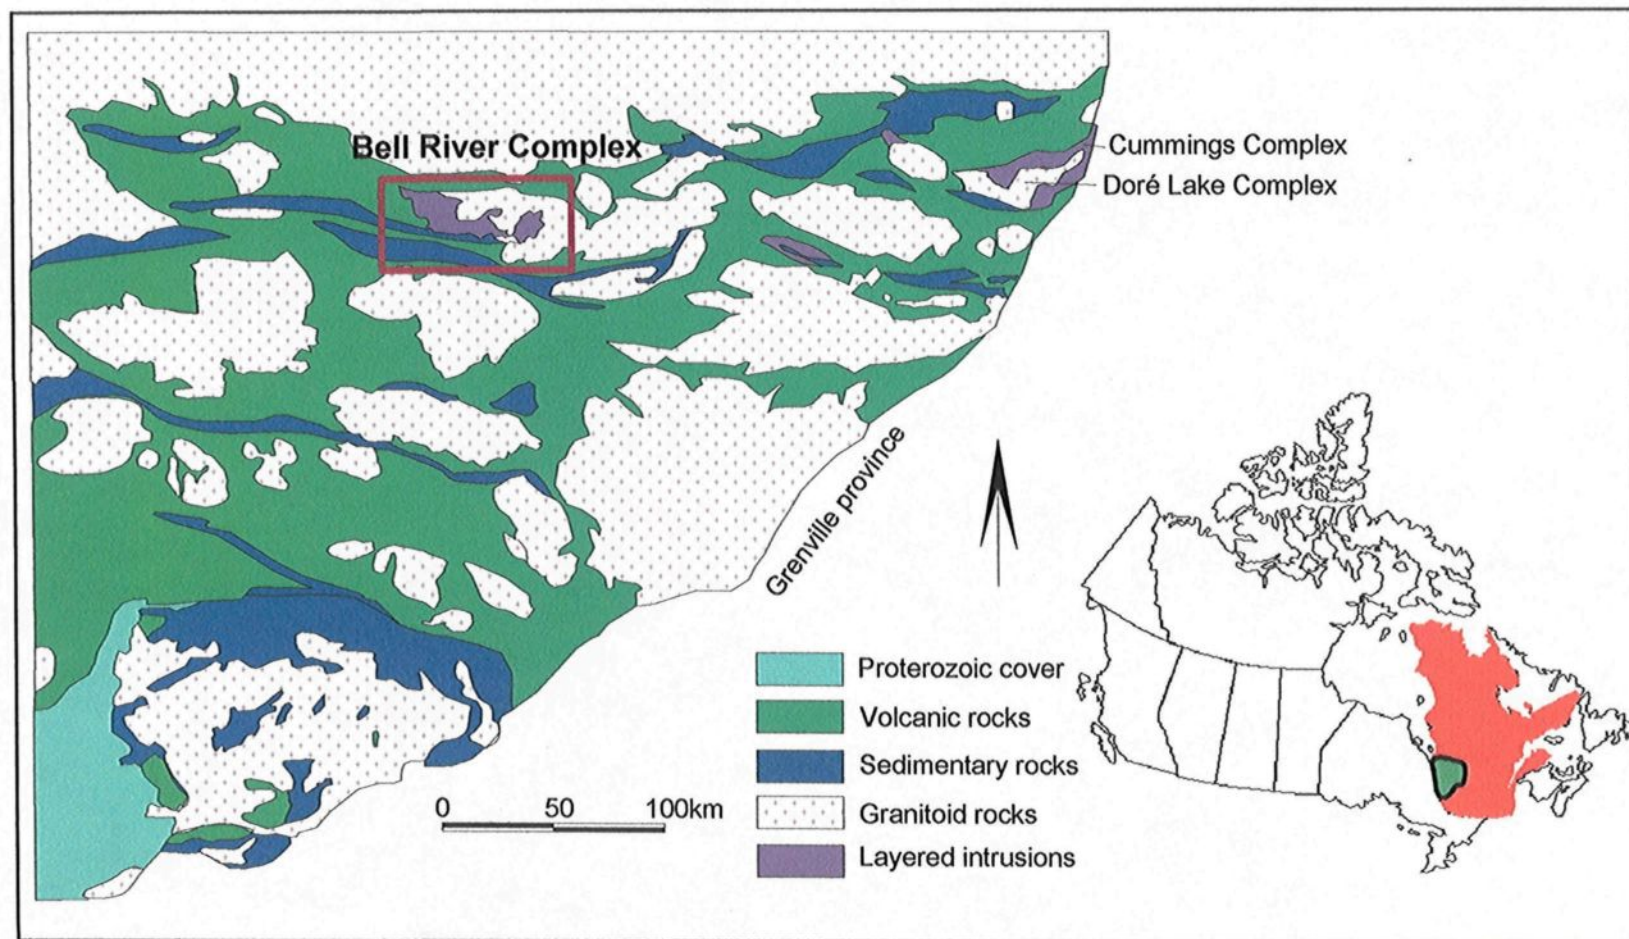 Bell River Complex
Cummings Complex
Doré Lake Complex
Grenville province
Proterozoic cover
Volcanic rocks
Sedimentary rocks
0 50 100km
Granitoid rocks
Layered intrusions